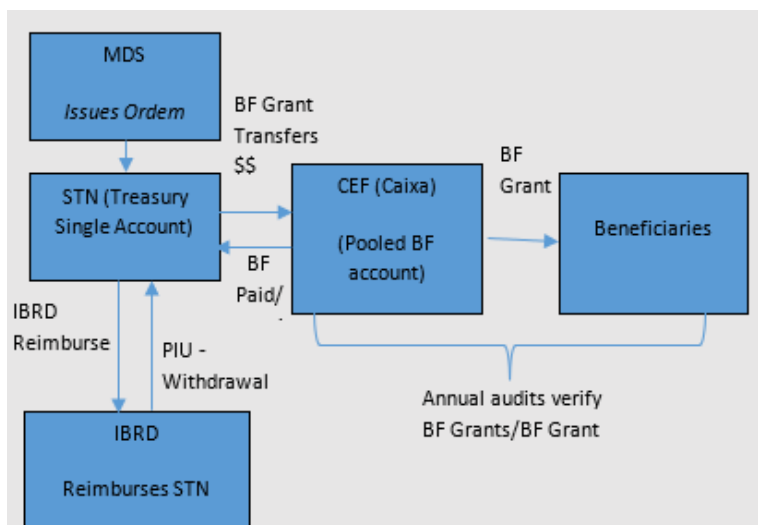 MDS
Issues Ordem
BF Grant
Transfers
$$
STN (Treasury
Single Account)
CEF (Caixa)
(Pooled BF
account)
BF
Grant
Beneficiaries
BF
Paid/
IBRD
Reimburse
PIU -
Withdrawal
Annual audits verify
BF Grants/BF Grant
IBRD
Reimburses STN